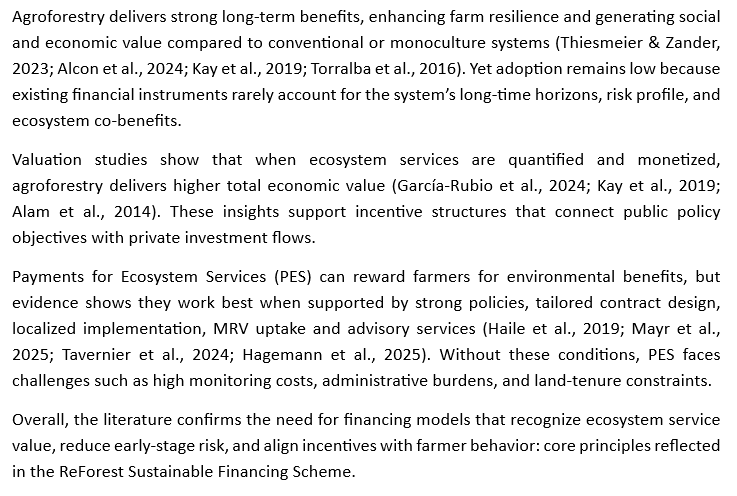 Agroforestry delivers strong long-term benefits, enhancing farm resilience and generating social
and economic value compared to conventional or monoculture systems (Thiesmeier & Zander,
2023; Alcon et al., 2024; Kay et al., 2019; Torralba et al., 2016). Yet adoption remains low because
existing financial instruments rarely account for the system’s long-time horizons, risk profile, and
ecosystem co-benefits.
Valuation studies show that when ecosystem services are quantified and monetized,
agroforestry delivers higher total economic value (García-Rubio et al., 2024; Kay et al., 2019;
Alam et al., 2014). These insights support incentive structures that connect public policy
objectives with private investment flows.
Payments for Ecosystem Services (PES) can reward farmers for environmental benefits, but
evidence shows they work best when supported by strong policies, tailored contract design,
localized implementation, MRV uptake and advisory services (Haile et al., 2019; Mayr et al.,
2025; Tavernier et al., 2024; Hagemann et al., 2025). Without these conditions, PES faces
challenges such as high monitoring costs, administrative burdens, and land-tenure constraints.
Overall, the literature confirms the need for financing models that recognize ecosystem service
value, reduce early-stage risk, and align incentives with farmer behavior: core principles reflected
in the ReForest Sustainable Financing Scheme.